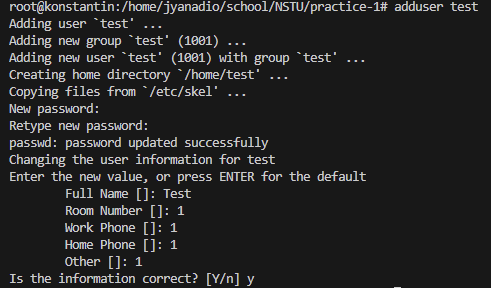 root@konstantin:/home/jyanadio/school/NSTU/practice-1# adduser test
Adding user `test' ...
Adding new group `test' (1001) ...
Adding new user `test' (1001) with group `test' ...
Creating home directory `/home/test' ...
Copying files from `/etc/skel' ...
New password:
Retype new password:
passwd: password updated successfully
Changing the user information for test
Enter the new value, or press ENTER for the default
        Full Name []: Test
        Room Number []: 1
        Work Phone []: 1
        Home Phone []: 1
        Other []: 1
Is the information correct? [Y/n] y